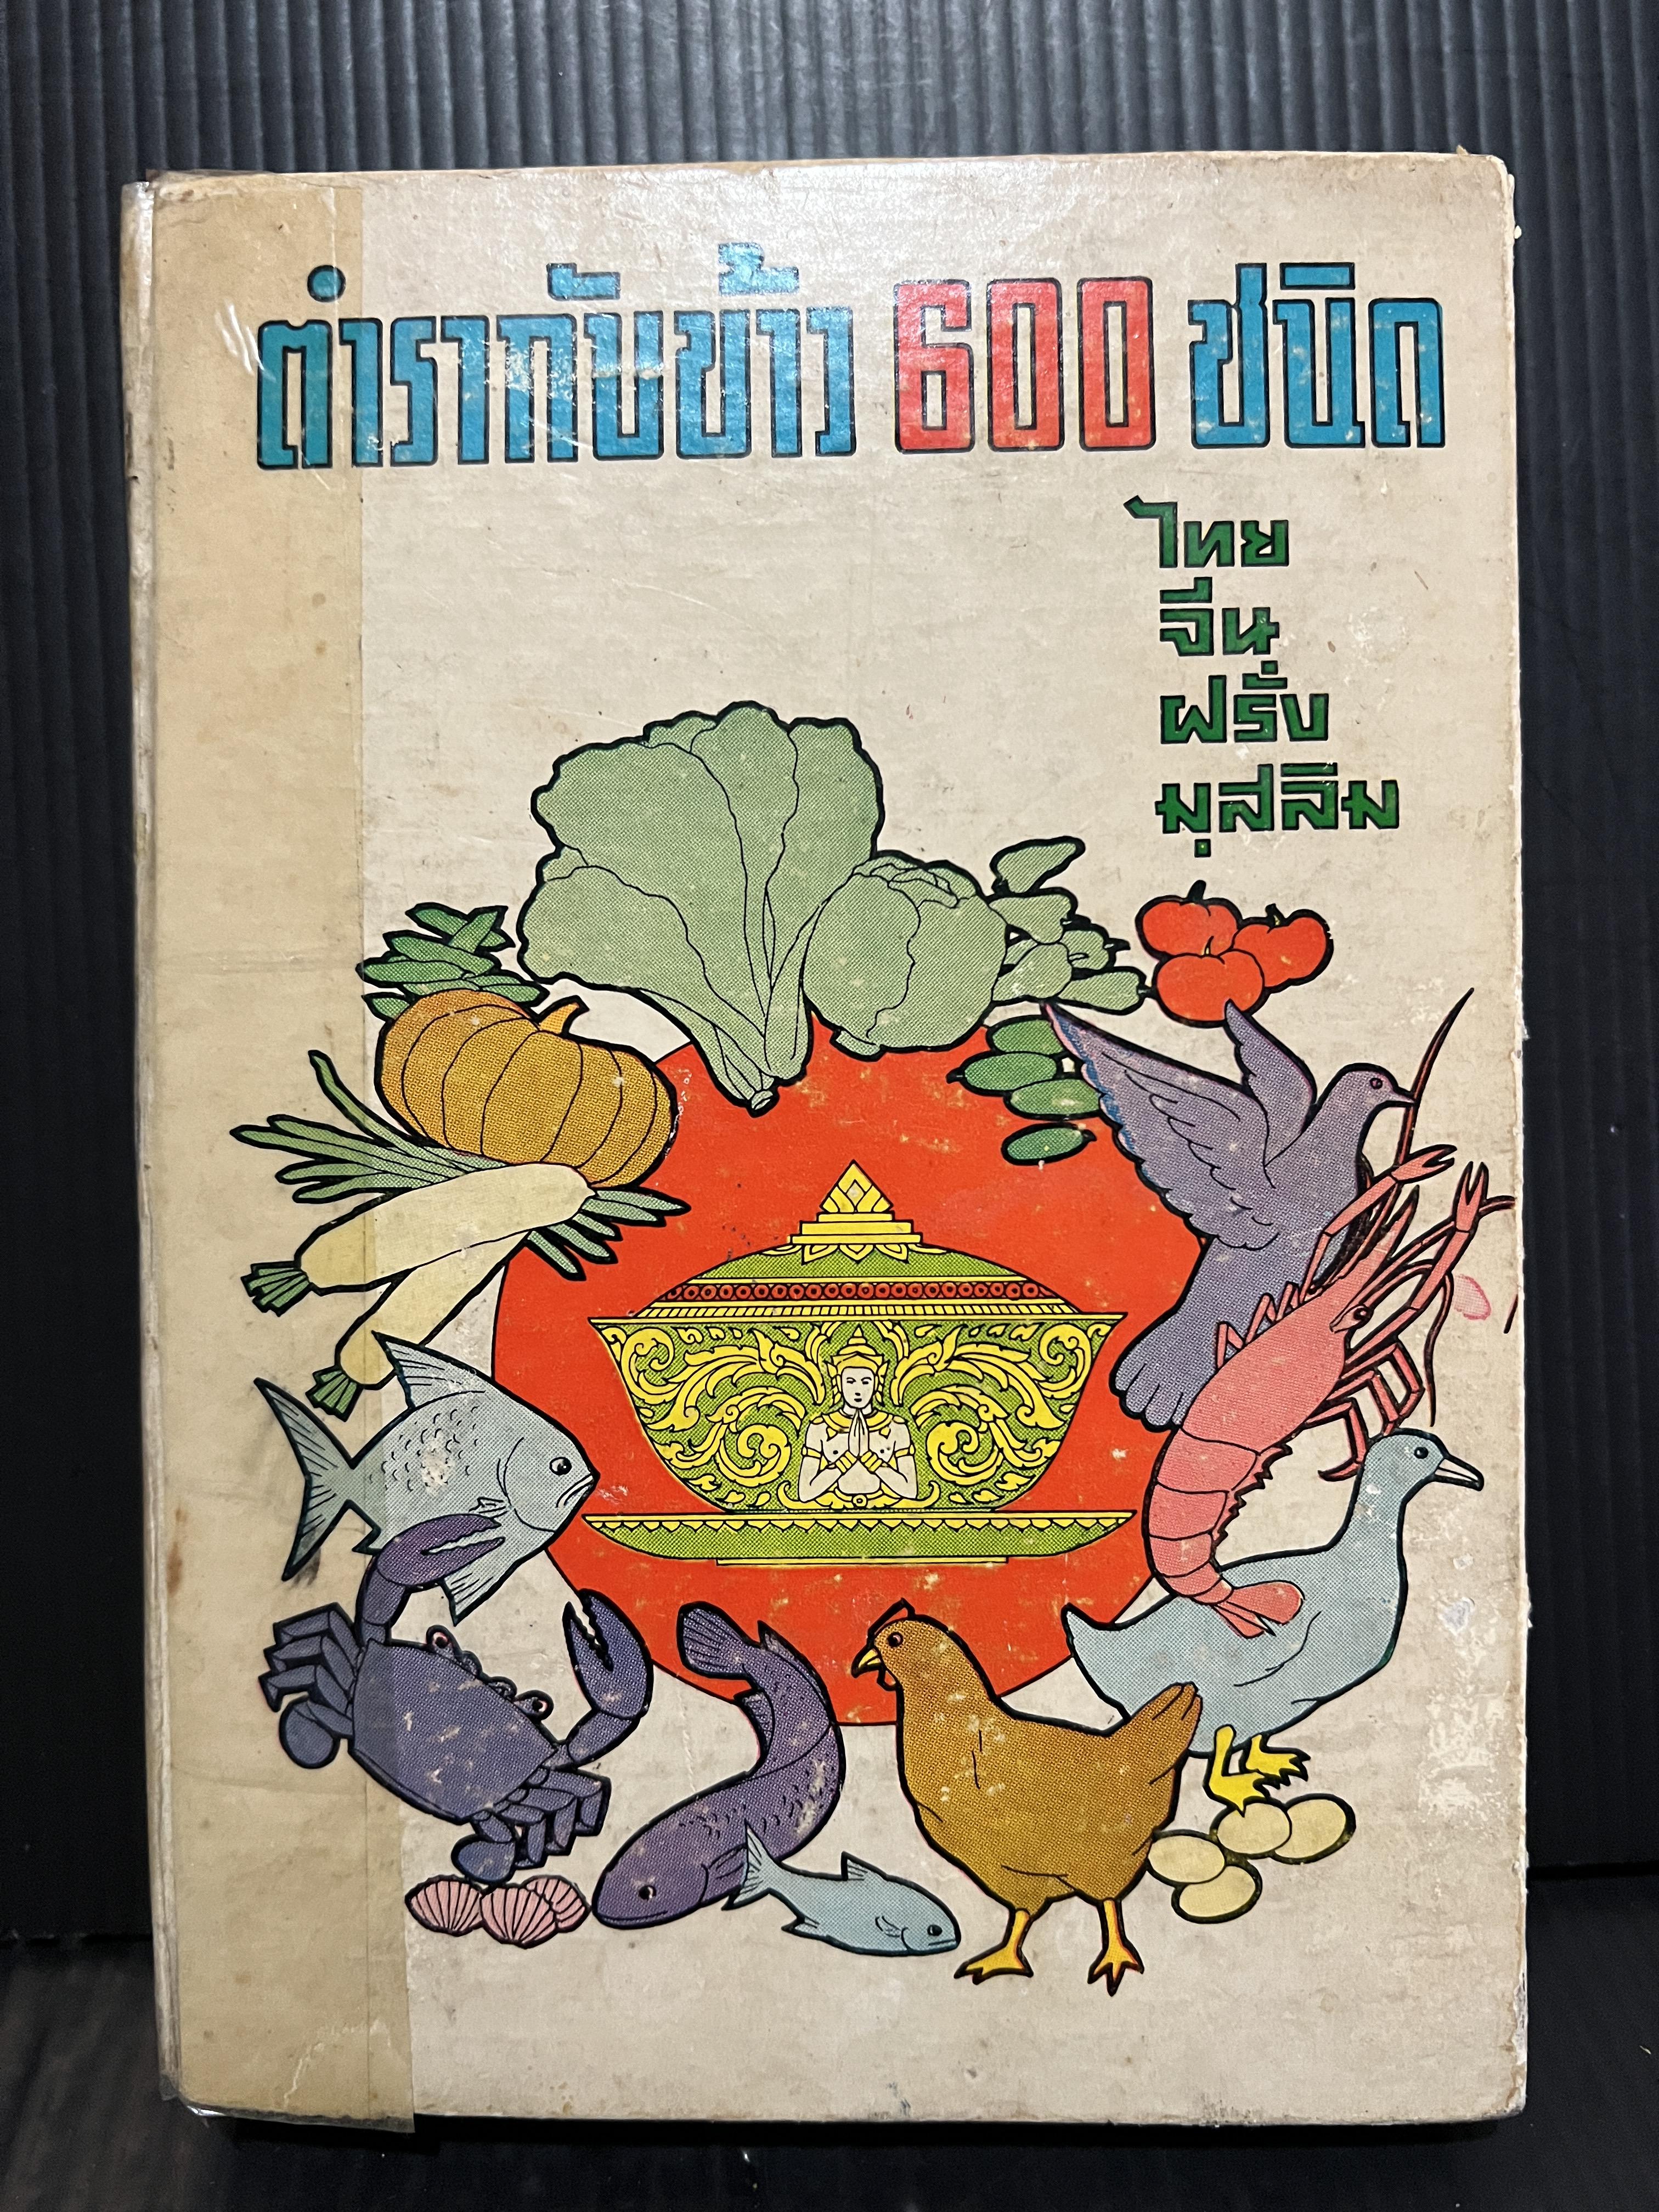 ตำรากับข้าว 600 ชนิด
ไทย
จีน
ฝรั่ง
มุสลิม